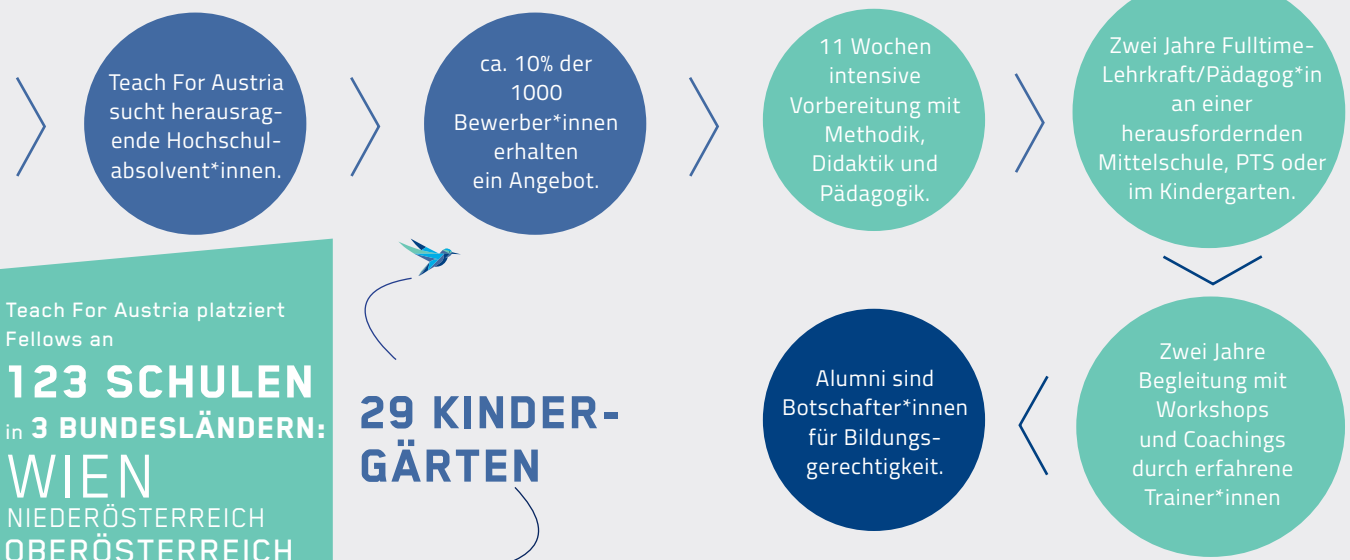 Teach For Austria
sucht herausrag-
ende Hochschul-
absolvent*innen.
ca. 10% der
1000
Bewerber*innen
erhalten
ein Angebot.
11 Wochen
intensive
Vorbereitung mit
Methodik,
Didaktik und
Pädagogik.
Zwei Jahre Fulltime-
Lehrkraft/Pädagog*in
an einer
herausfordernden
Mittelschule, PTS oder
im Kindergarten.
Zwei Jahre
Begleitung mit
Workshops
und Coachings
durch erfahrene
Trainer*innen
Alumni sind
Botschafter*innen
für Bildungs-
gerechtigkeit.
Teach For Austria platziert
Fellows an
123 SCHULEN
in 3 BUNDESLÄNDERN:
WIEN
NIEDERÖSTERREICH
OBERÖSTERREICH
29 KINDER-
GÄRTEN